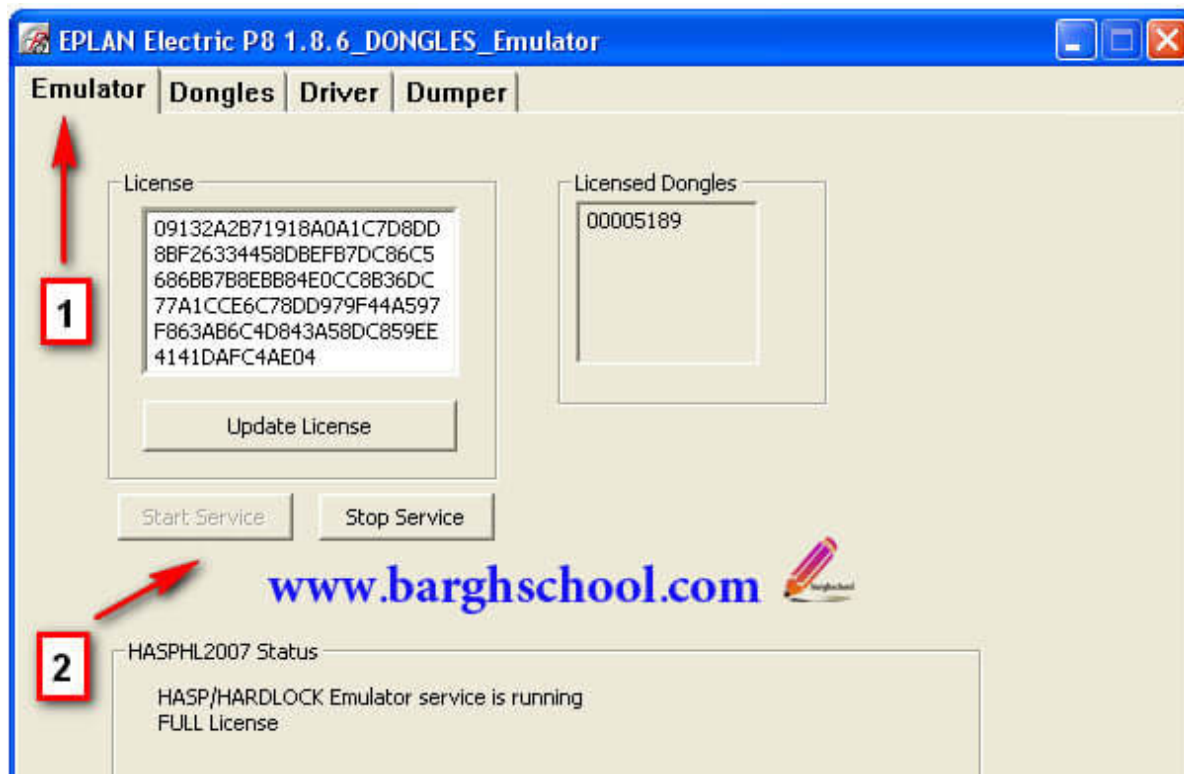 EPLAN Electric P8 1.8.6_DONGLES_Emulator
Emulator Dongles Driver Dumper
License
09132A2B71918A0A1C7D8DD
8BF26334458DBEFB7DC86C5
686BB7B8EBB84E0CC8B36DC
77A1CCE6C78DD979F44A597
F863AB6C4D843A58DC859EE
4141DAFC4AE04
Update License
Licensed Dongles
00005189
1
Start Service Stop Service
www.barghschool.com
barghschool
2
HASPHL2007 Status
HASP/HARDLOCK Emulator service is running
FULL License